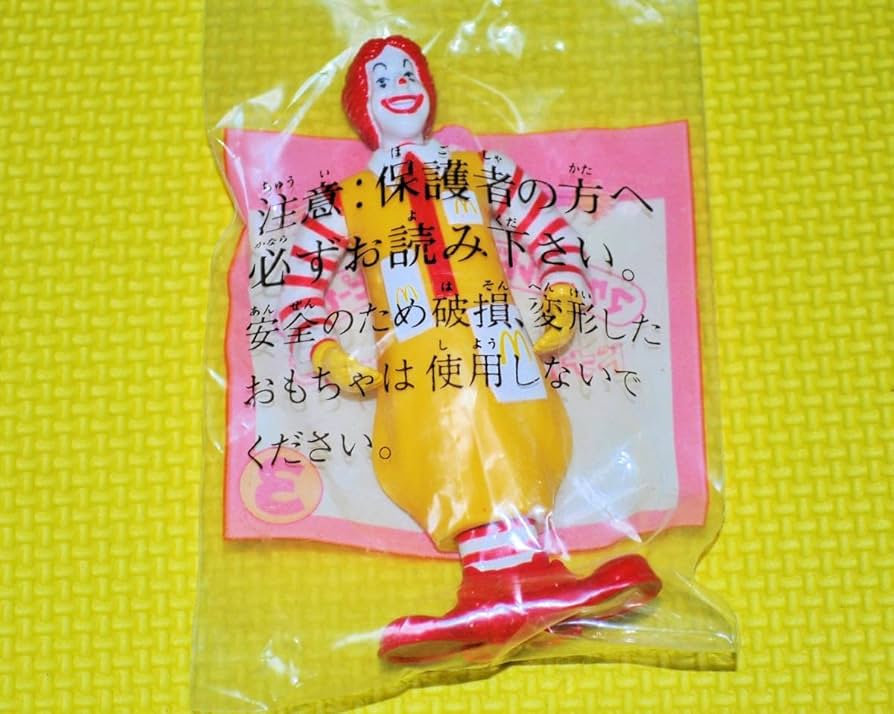 注意：保護者の方へ
必ずお読み下さい。
安全のため破損、変形した
おもちゃは使用しないで
ください。
3